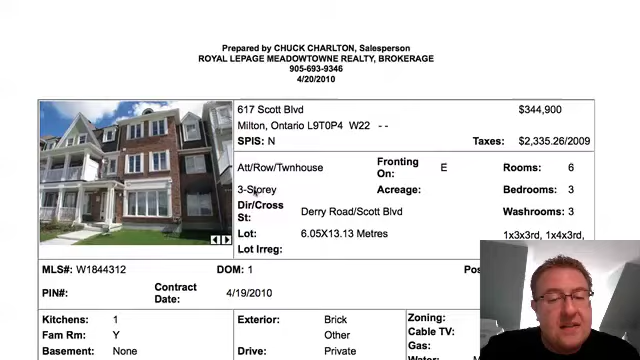 Prepared by CHUCK CHARLTON, Salesperson
ROYAL LEPAGE MEADOWTOWNE REALTY, BROKERAGE
905-693-9346
4/20/2010
617 Scott Blvd $344,900
Milton, Ontario L9T0P4 W22 - -
SPIS: N Taxes: $2,335.26/2009
Att/Row/Twnhouse Fronting On: E Rooms: 6
3-Storey Acreage: Bedrooms: 3
Dir/Cross St: Derry Road/Scott Blvd Washrooms: 3
Lot: 6.05X13.13 Metres 1x3x3rd, 1x4x3rd,
Lot Irreg:
MLS#: W1844312 DOM: 1
PIN#: Contract Date: 4/19/2010
Kitchens: 1 Exterior: Brick Zoning:
Fam Rm: Y Other Cable TV:
Basement: None Drive: Private Gas: